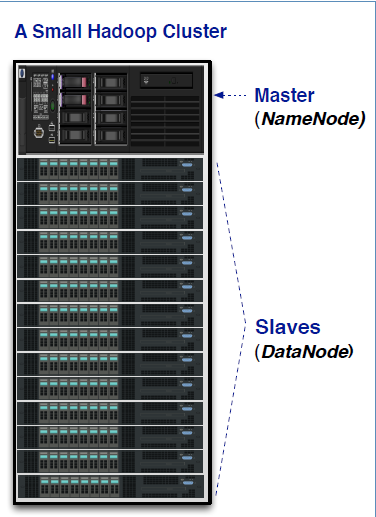 A Small Hadoop Cluster
Master
(NameNode)
Slaves
(DataNode)